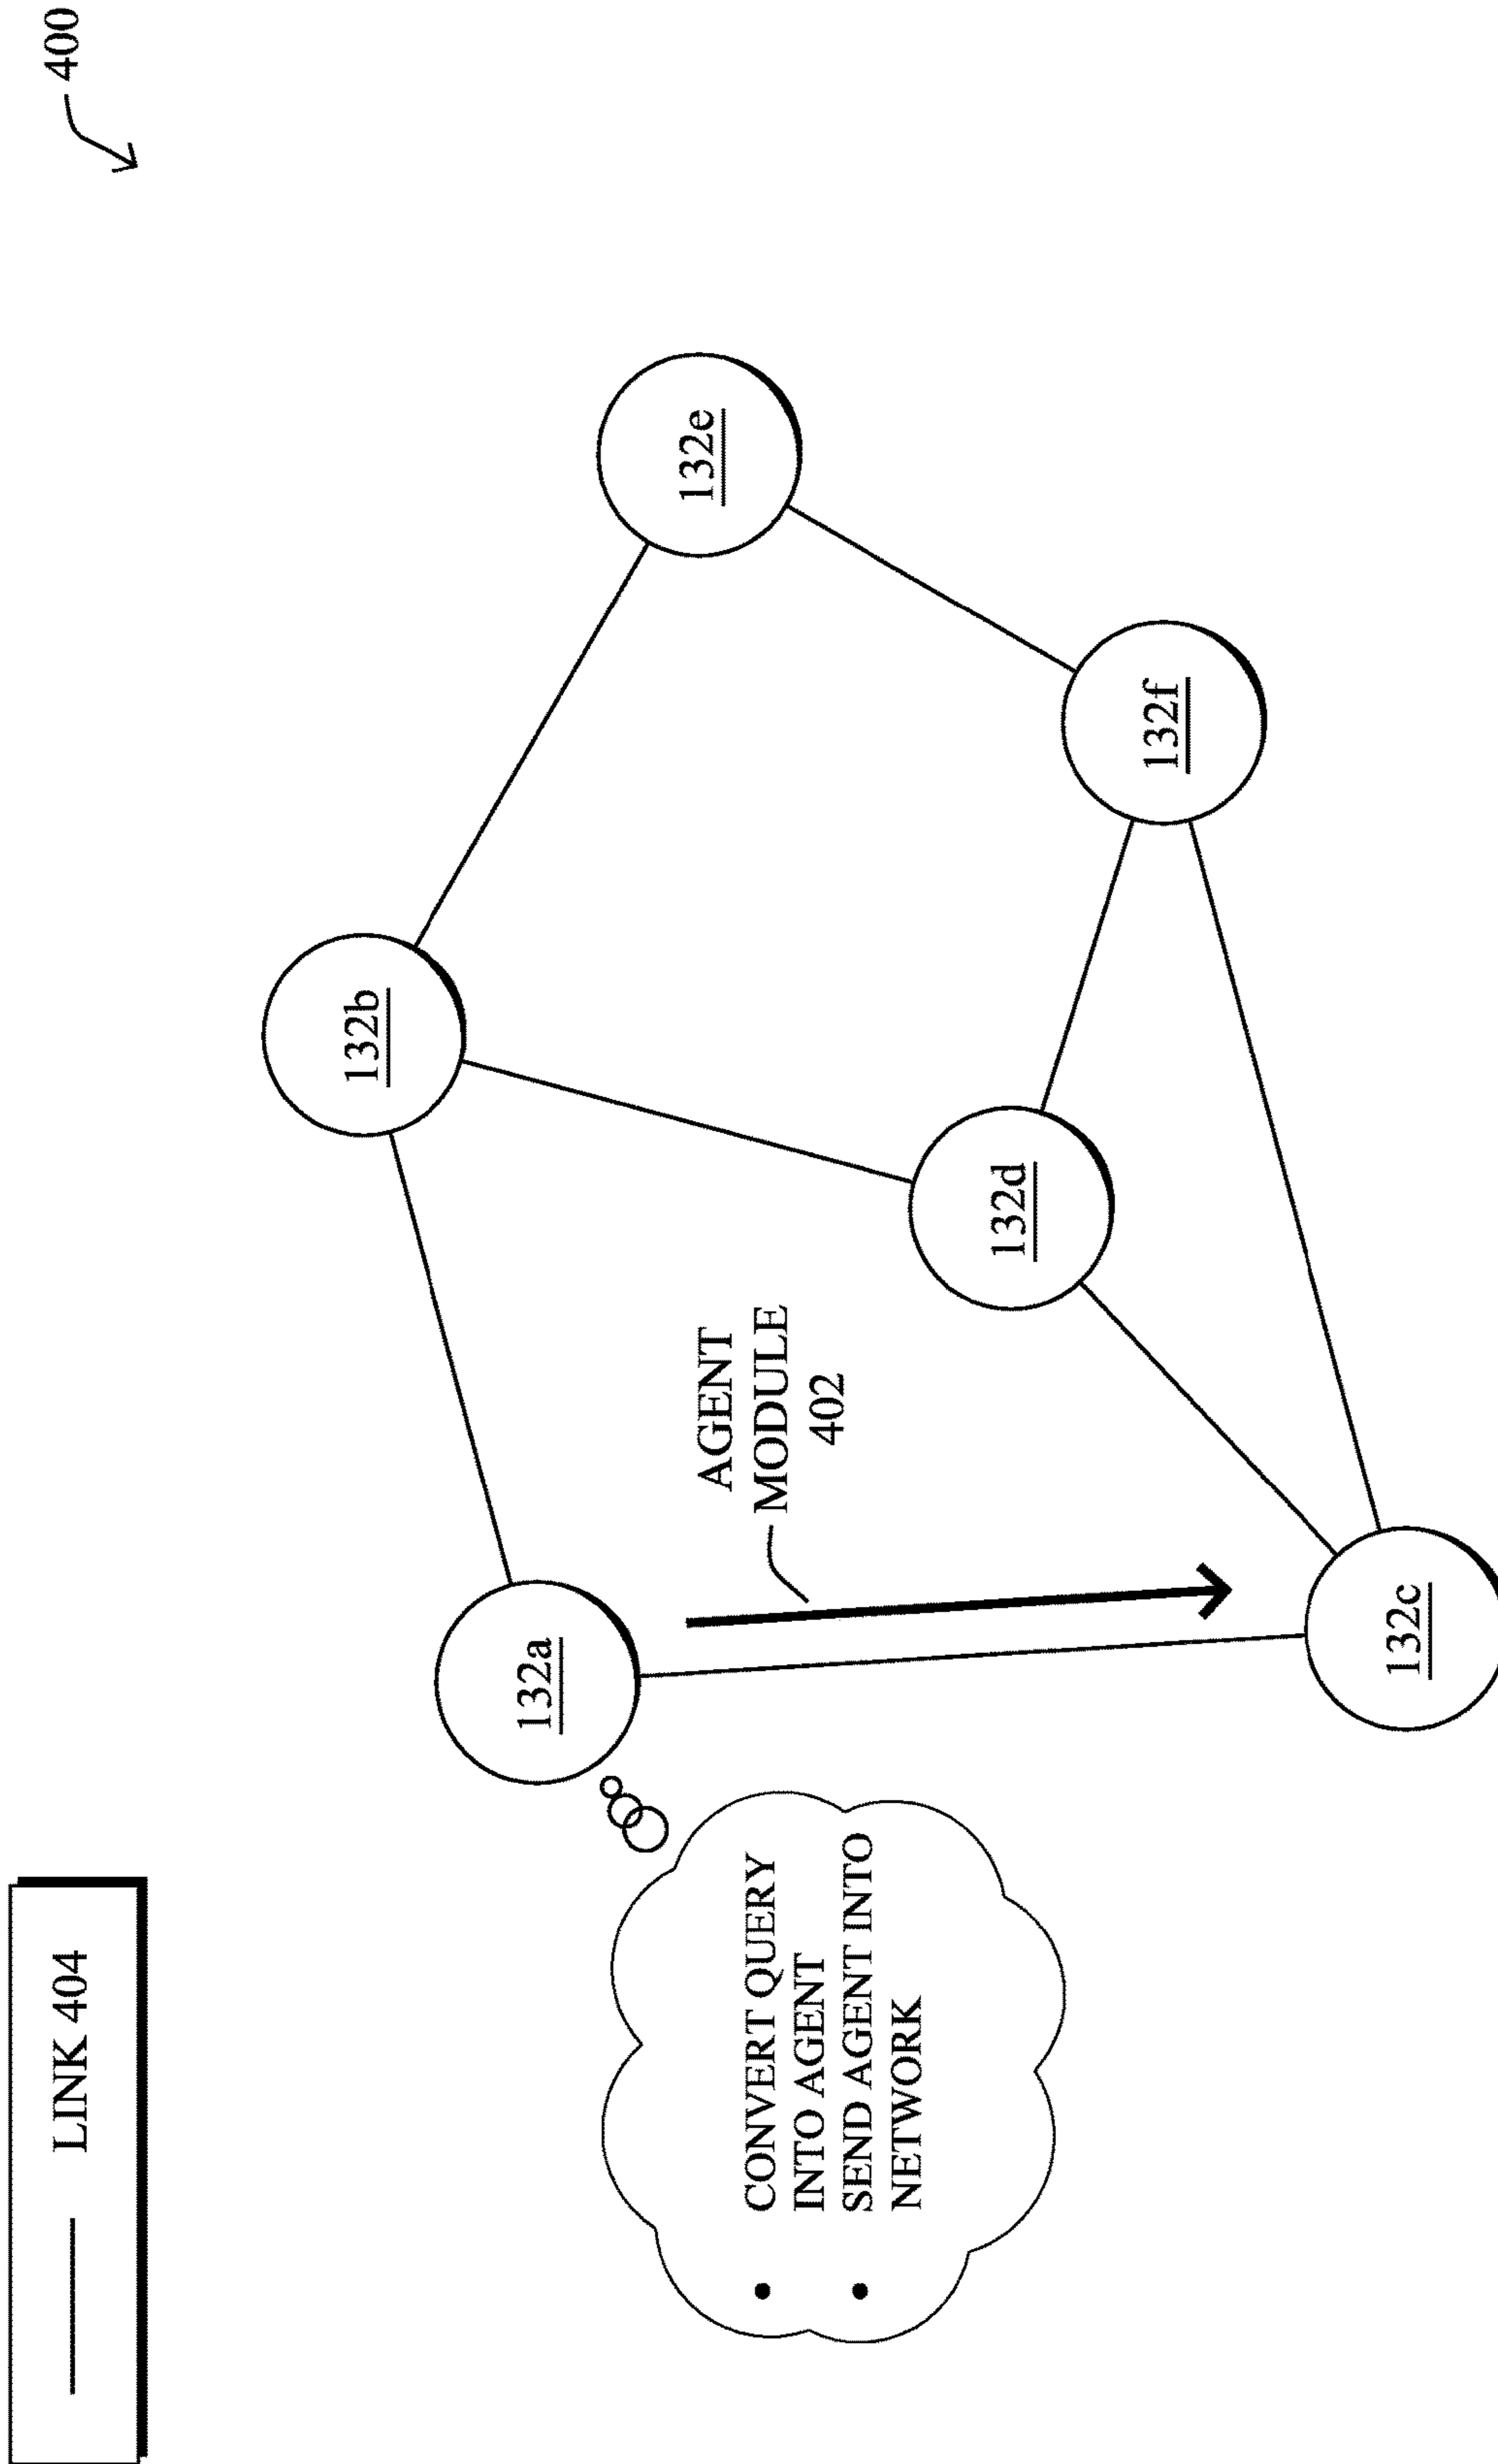 400
LINK 404
132b
132e
132a
AGENT
MODULE
402
132d
132f
132c
• CONVERT QUERY
INTO AGENT
• SEND AGENT INTO
NETWORK